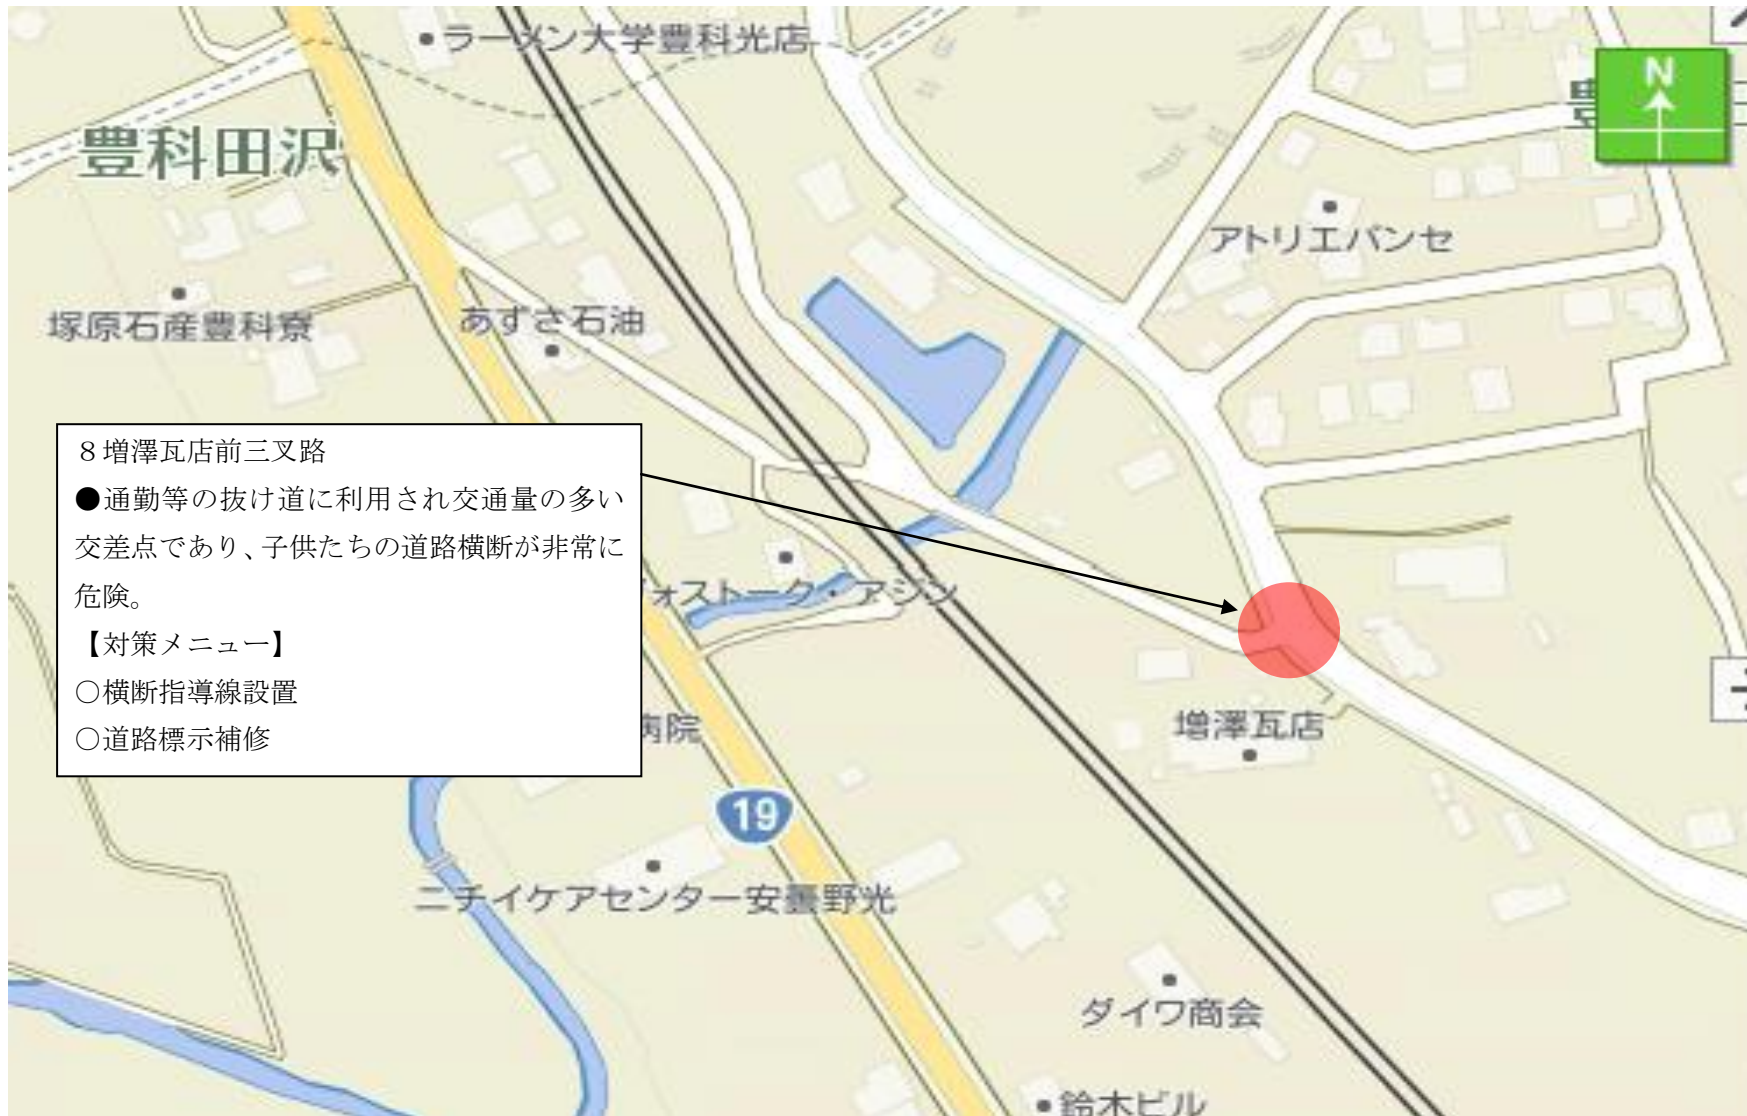 ラーメン大学豊科光店
N
豊
豊科田沢
アトリエバンセ
塚原石産豊科寮
あずさ石油
８増澤瓦店前三叉路
●通勤等の抜け道に利用され交通量の多い
交差点であり、子供たちの道路横断が非常に
危険。
【対策メニュー】
○横断指導線設置
○道路標示補修
ォストーク・アジン
病院
増澤瓦店
19
ニチイケアセンター安曇野光
ダイワ商会
鈴木ビル